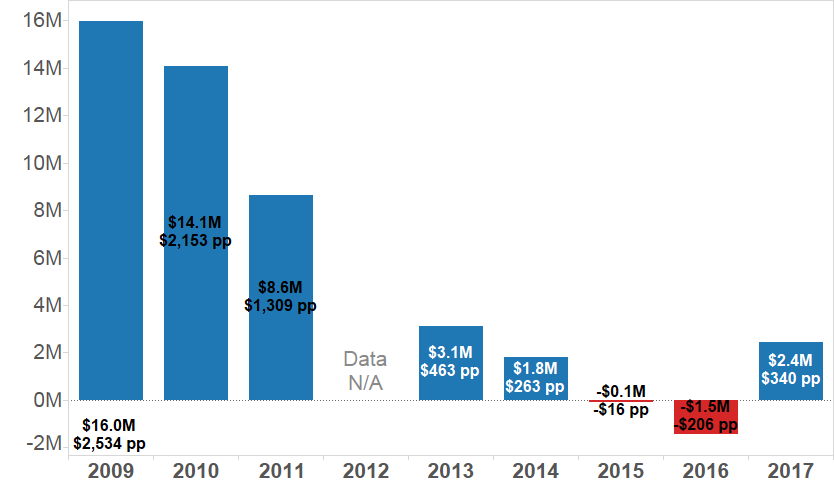 16M
14M
12M
10M
8M
6M
4M
2M
0M
-2M
$16.0M
$2,534 pp
$14.1M
$2,153 pp
$8.6M
$1,309 pp
Data
N/A
$3.1M
$463 pp
$1.8M
$263 pp
-$0.1M
-$16 pp
-$1.5M
-$206 pp
$2.4M
$340 pp
2009 2010 2011 2012 2013 2014 2015 2016 2017